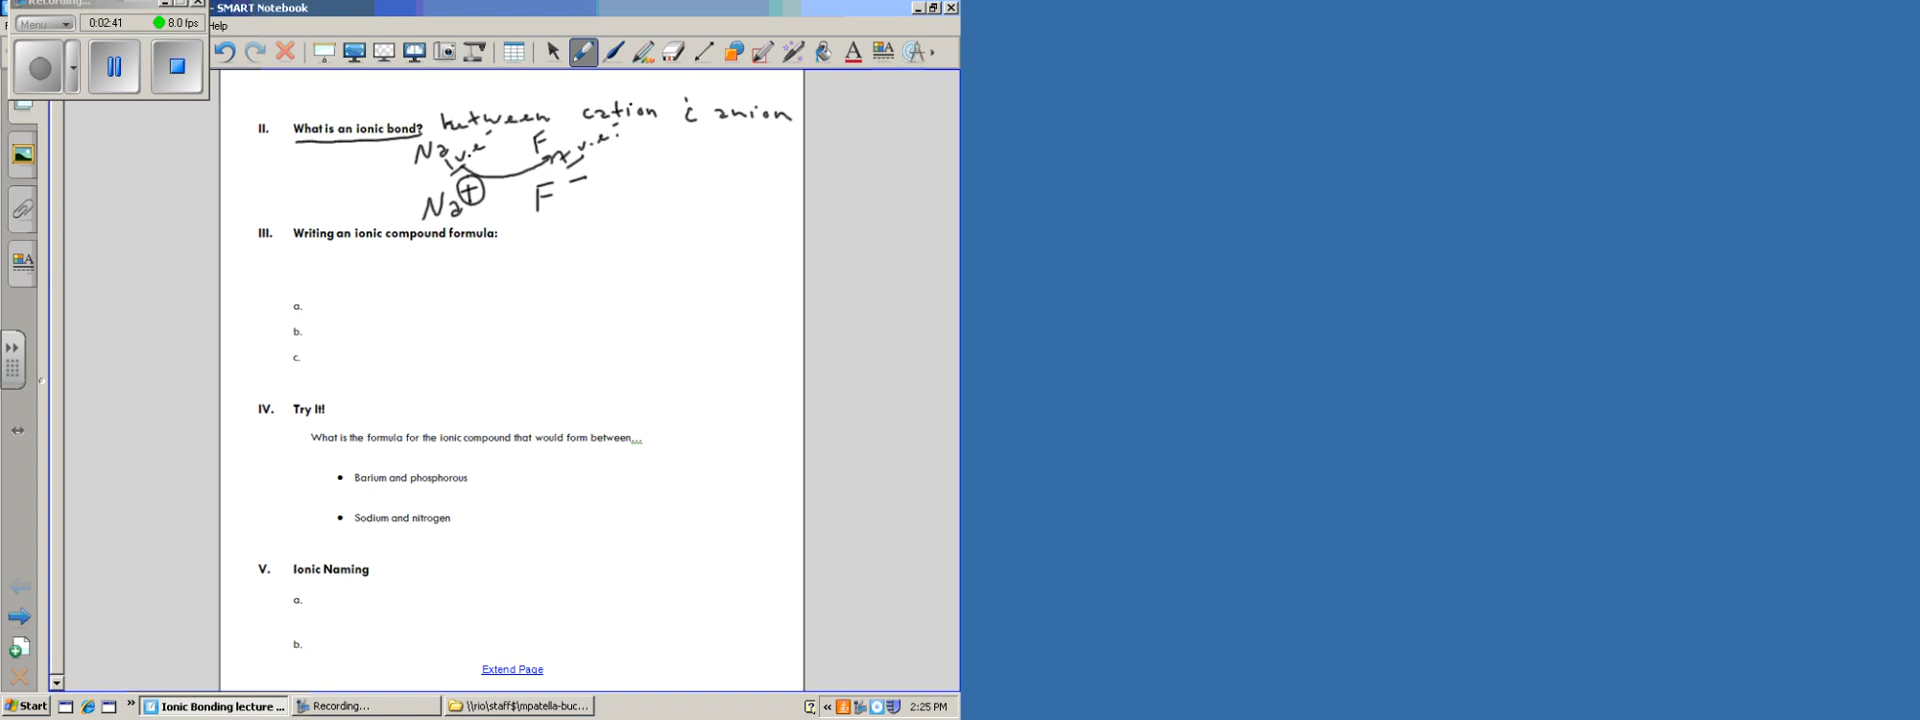 Recording...
- SMART Notebook
Menu 0:02:41 8.0 fps
Help
II. What is an ionic bond? between cation & anion
Na 1 v.e⁻ F 7 v.e⁻
Na + F −
III. Writing an ionic compound formula:
a.
b.
c.
IV. Try It!
What is the formula for the ionic compound that would form between...
• Barium and phosphorous
• Sodium and nitrogen
V. Ionic Naming
a.
b.
Extend Page
Start Ionic Bonding lecture ... Recording... \\rio\staff$\mpatella-buc... 2:25 PM